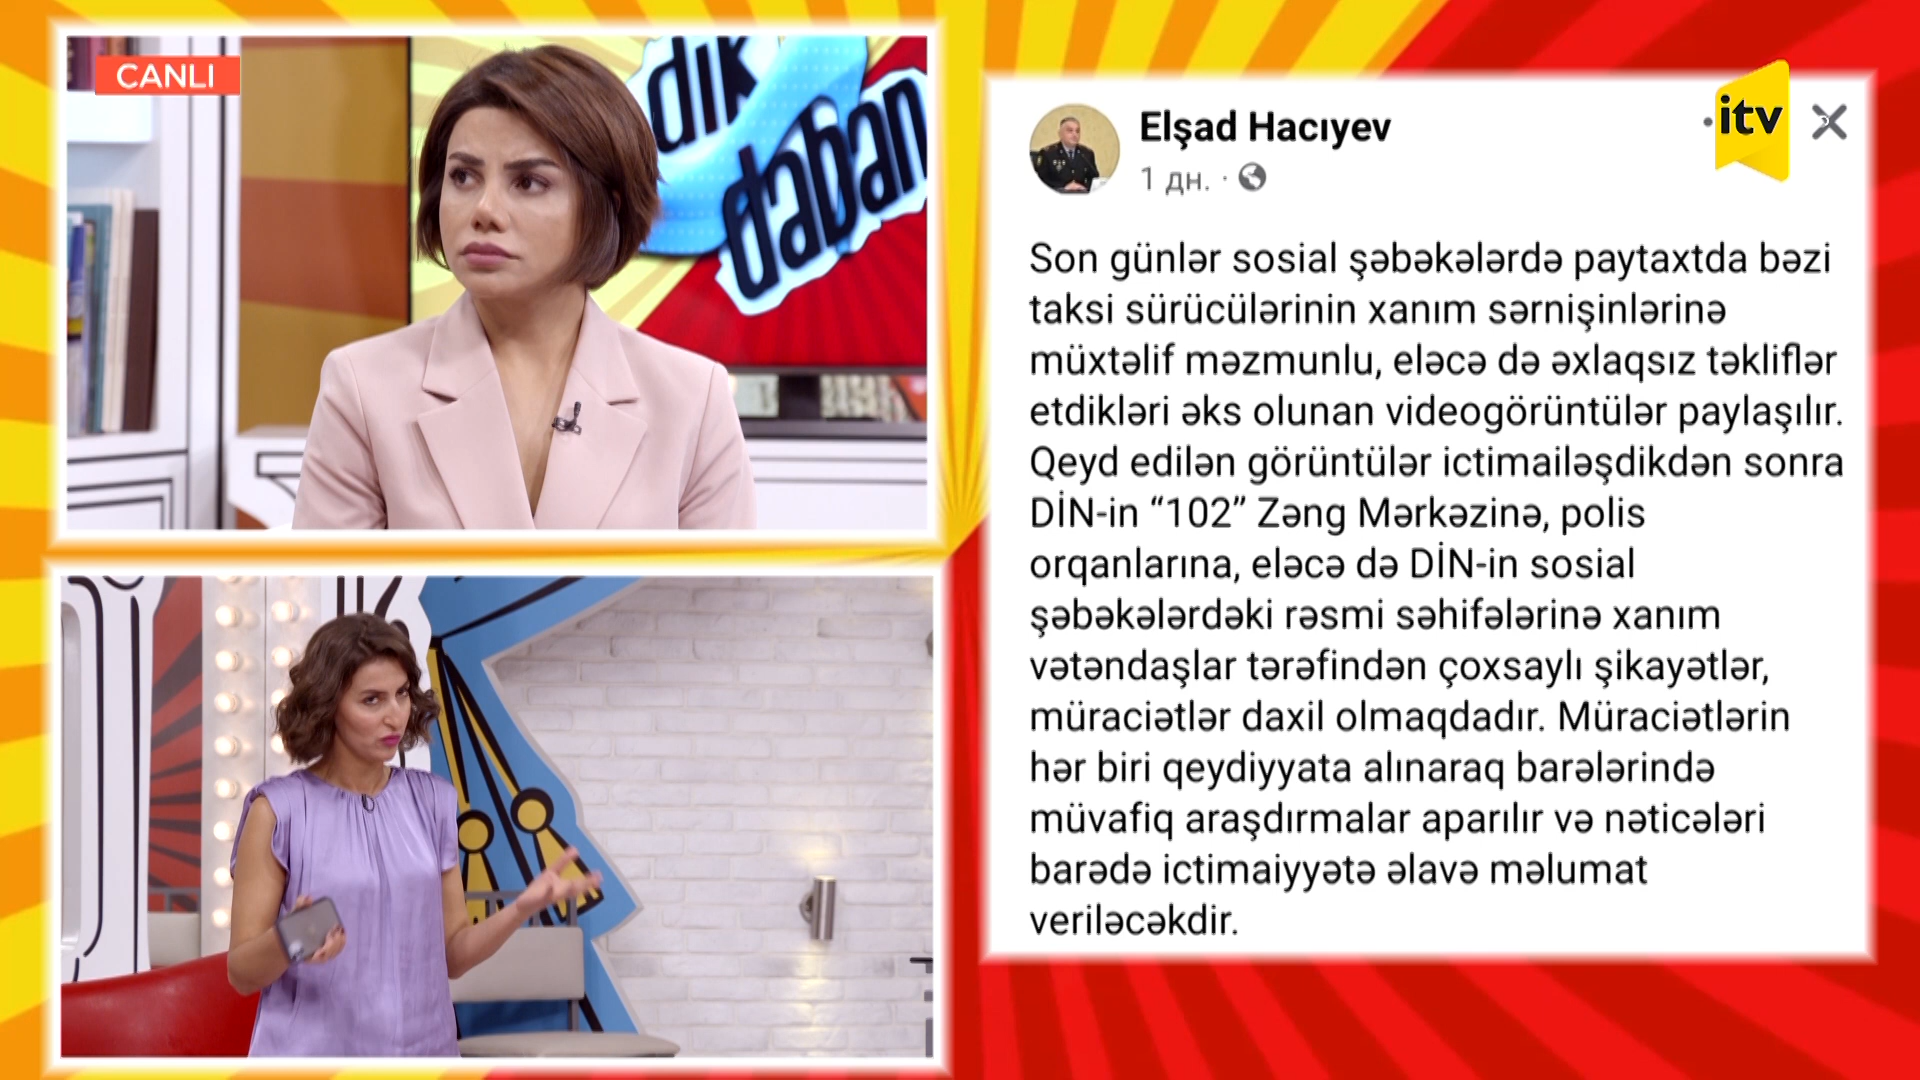 CANLI
dık
daban
itv
Elşad Hacıyev
1 дн.
Son günlər sosial şəbəkələrdə paytaxtda bəzi
taksi sürücülərinin xanım sərnişinlərinə
müxtəlif məzmunlu, eləcə də əxlaqsız təkliflər
etdikləri əks olunan videogörüntülər paylaşılır.
Qeyd edilən görüntülər ictimailəşdikdən sonra
DİN-in “102” Zəng Mərkəzinə, polis
orqanlarına, eləcə də DİN-in sosial
şəbəkələrdəki rəsmi səhifələrinə xanım
vətəndaşlar tərəfindən çoxsaylı şikayətlər,
müraciətlər daxil olmaqdadır. Müraciətlərin
hər biri qeydiyyata alınaraq barələrində
müvafiq araşdırmalar aparılır və nəticələri
barədə ictimaiyyətə əlavə məlumat
veriləcəkdir.